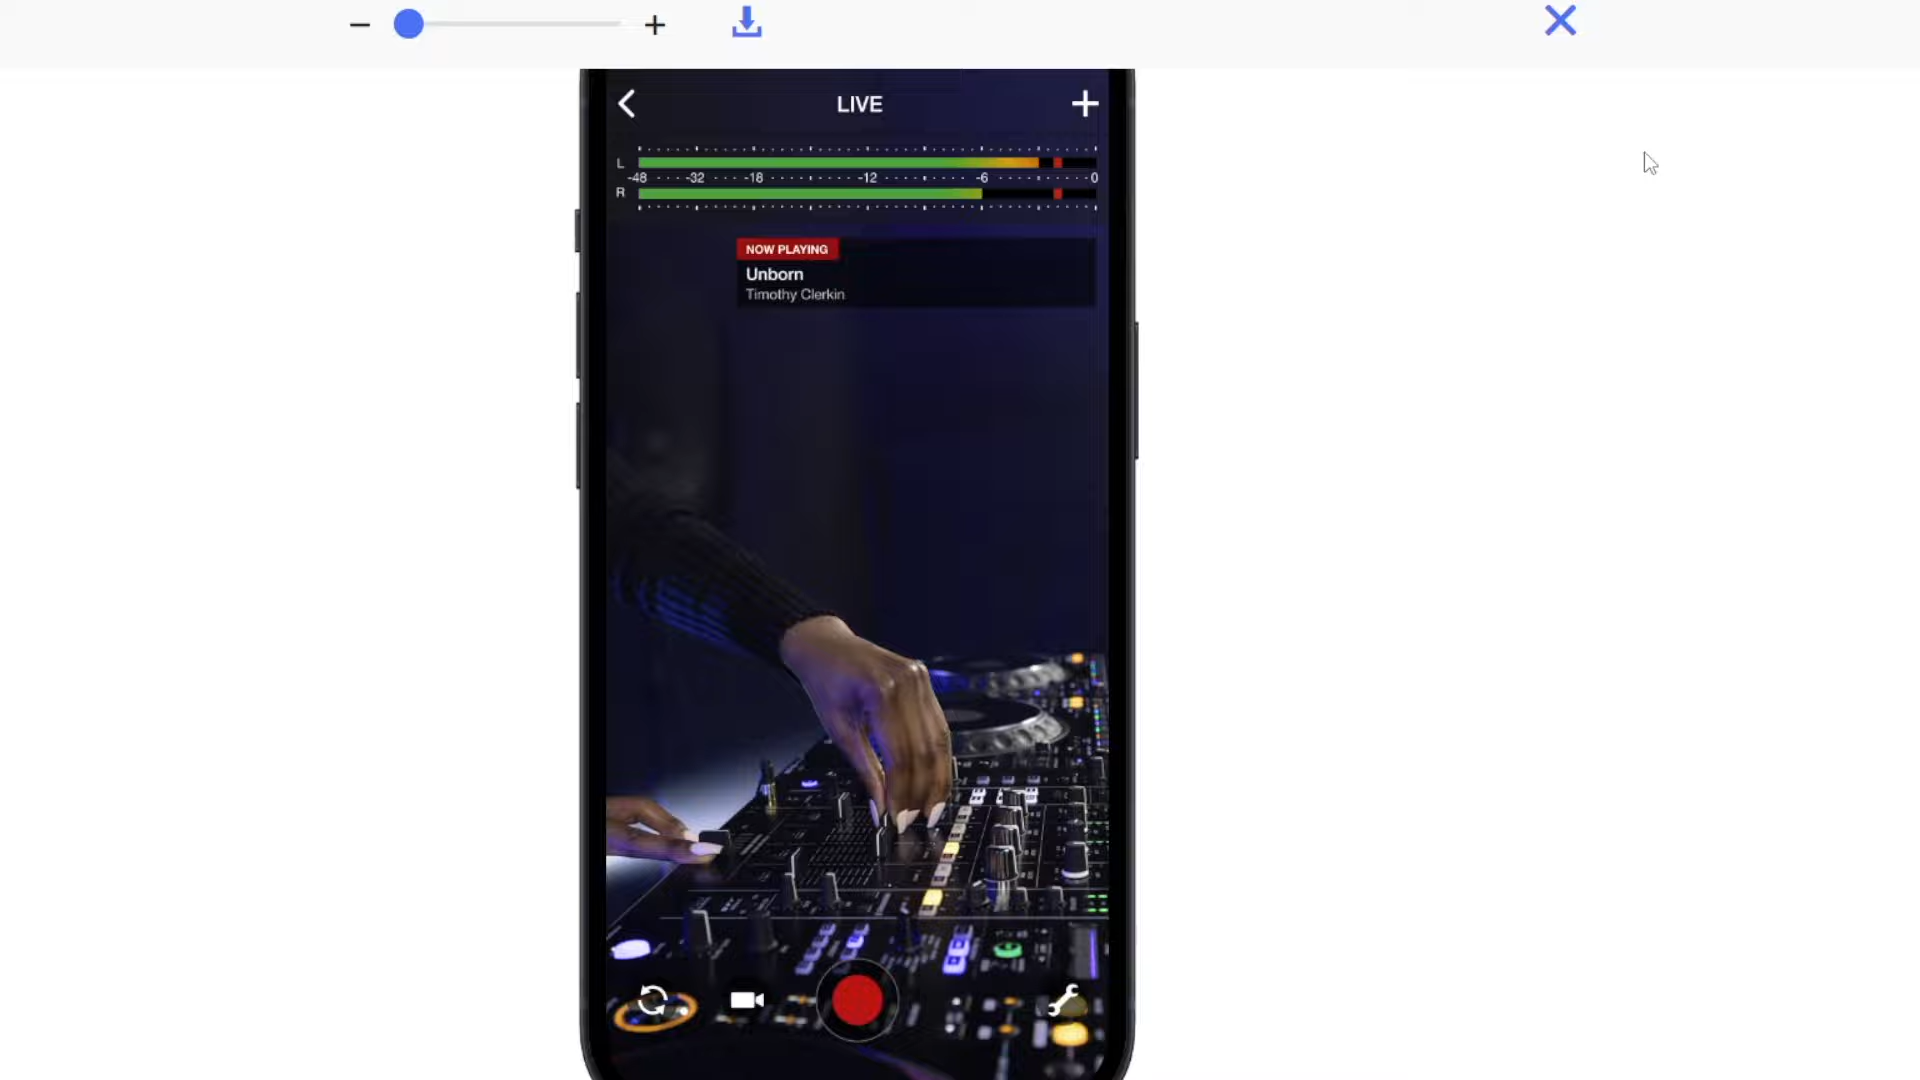 LIVE
L
-48 -32 -18 -12 -6 0
R
NOW PLAYING
Unborn
Timothy Clerkin